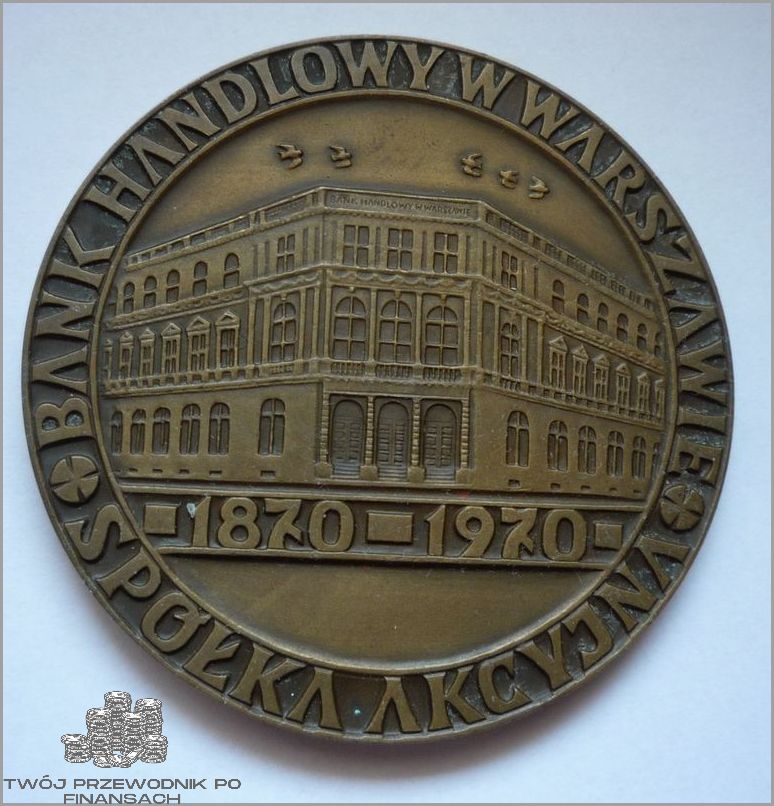 BANK HANDLOWY W WARSZAWIE
BANK HANDLOWY W WARSZAWIE
1870 1970
SPÓŁKA AKCYJNA
TWÓJ PRZEWODNIK PO
FINANSACH